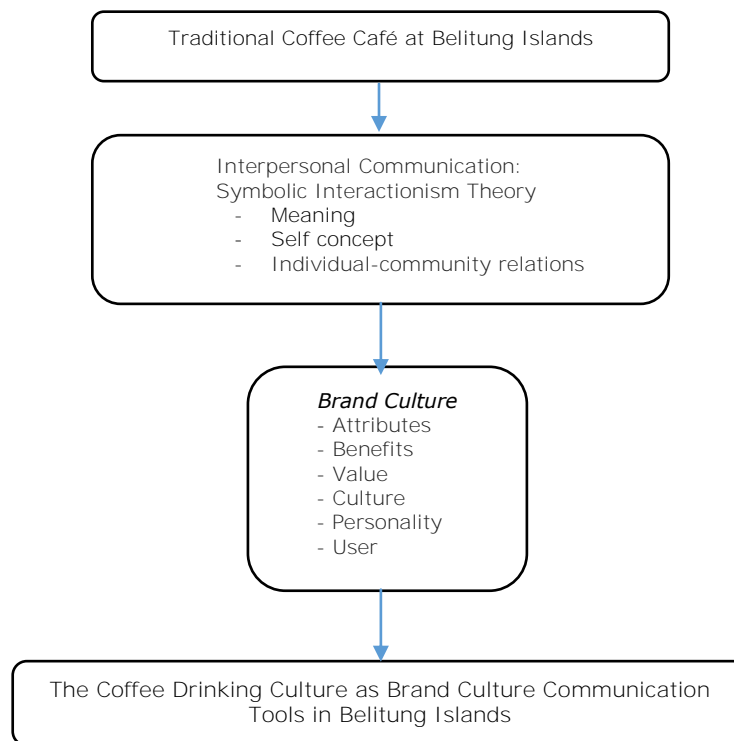 Traditional Coffee Café at Belitung Islands
Interpersonal Communication:
Symbolic Interactionism Theory
- Meaning
- Self concept
- Individual-community relations
Brand Culture
- Attributes
- Benefits
- Value
- Culture
- Personality
- User
The Coffee Drinking Culture as Brand Culture Communication
Tools in Belitung Islands